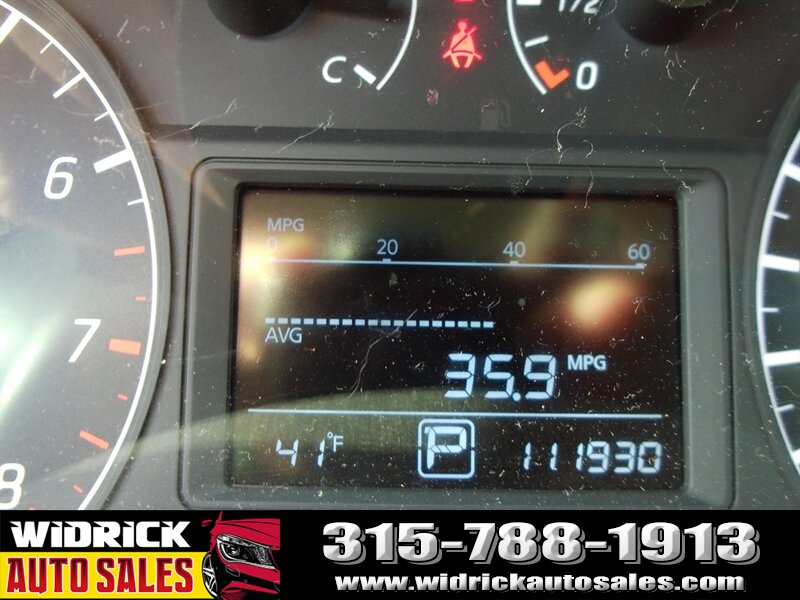 C
1/2
0
6
7
8
MPG
0 20 40 60
AVG
35.9 MPG
41°F P 111930
WIDRICK
AUTO SALES
315-788-1913
www.widrickautosales.com